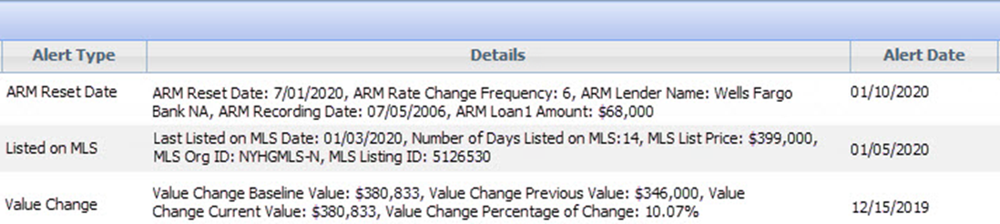 Alert Type Details Alert Date
ARM Reset Date ARM Reset Date: 7/01/2020, ARM Rate Change Frequency: 6, ARM Lender Name: Wells Fargo 01/10/2020
Bank NA, ARM Recording Date: 07/05/2006, ARM Loan1 Amount: $68,000
Listed on MLS Last Listed on MLS Date: 01/03/2020, Number of Days Listed on MLS:14, MLS List Price: $399,000, 01/05/2020
MLS Org ID: NYHGMLS-N, MLS Listing ID: 5126530
Value Change Value Change Baseline Value: $380,833, Value Change Previous Value: $346,000, Value 12/15/2019
Change Current Value: $380,833, Value Change Percentage of Change: 10.07%